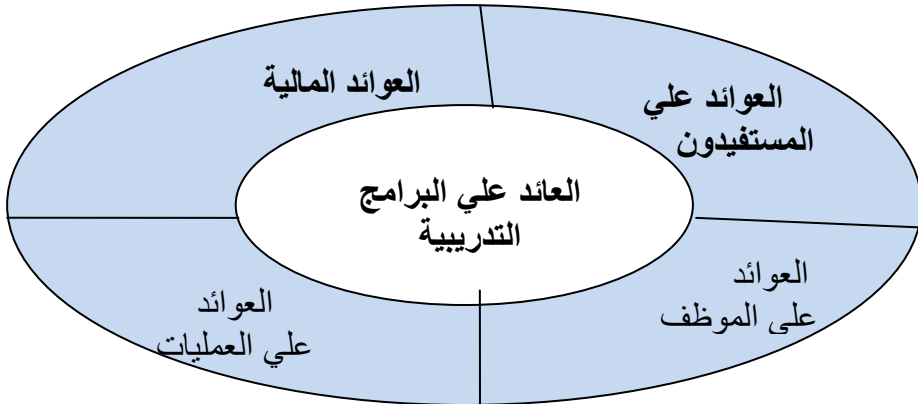 العوائد المالية
العوائد علي
المستفيدون
العائد علي البرامج
التدريبية
العوائد
على الموظف
العوائد
علي العمليات